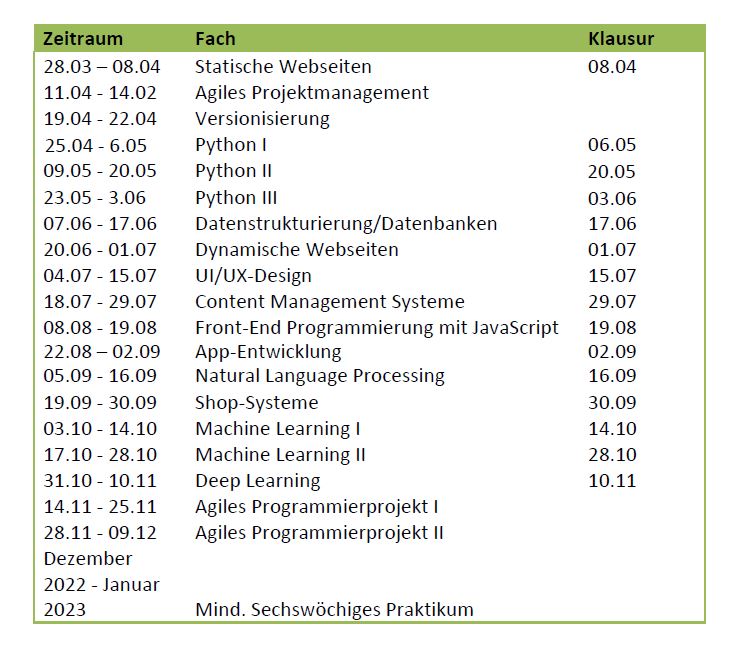 Zeitraum Fach Klausur
28.03 – 08.04 Statische Webseiten 08.04
11.04 - 14.02 Agiles Projektmanagement
19.04 - 22.04 Versionisierung
25.04 - 6.05 Python I 06.05
09.05 - 20.05 Python II 20.05
23.05 - 3.06 Python III 03.06
07.06 - 17.06 Datenstrukturierung/Datenbanken 17.06
20.06 - 01.07 Dynamische Webseiten 01.07
04.07 - 15.07 UI/UX-Design 15.07
18.07 - 29.07 Content Management Systeme 29.07
08.08 - 19.08 Front-End Programmierung mit JavaScript 19.08
22.08 – 02.09 App-Entwicklung 02.09
05.09 - 16.09 Natural Language Processing 16.09
19.09 - 30.09 Shop-Systeme 30.09
03.10 - 14.10 Machine Learning I 14.10
17.10 - 28.10 Machine Learning II 28.10
31.10 - 10.11 Deep Learning 10.11
14.11 - 25.11 Agiles Programmierprojekt I
28.11 - 09.12 Agiles Programmierprojekt II
Dezember
2022 - Januar
2023 Mind. Sechswöchiges Praktikum